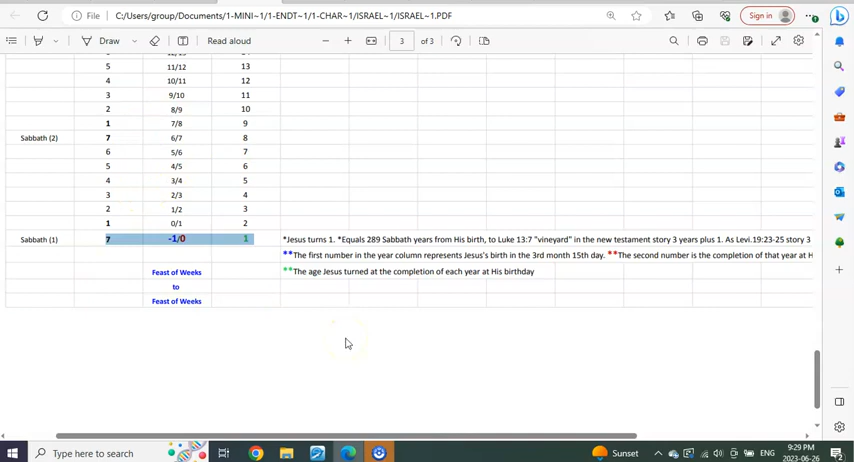 File
C:/Users/group/Documents/1-MINI~1/1-ENDT~1/1-CHAR~1/ISRAEL~1/ISRAEL~1.PDF
Sign in
Draw
Read aloud
3
of 3
5 11/12 13
4 10/11 12
3 9/10 11
2 8/9 10
1 7/8 9
Sabbath (2) 7 6/7 8
6 5/6 7
5 4/5 6
4 3/4 5
3 2/3 4
2 1/2 3
1 0/1 2
Sabbath (1) 7 -1/0 1 *Jesus turns 1. *Equals 289 Sabbath years from His birth, to Luke 13:7 "vineyard" in the new testament story 3 years plus 1. As Levi.19:23-25 story 3
**The first number in the year column represents Jesus's birth in the 3rd month 15th day. **The second number is the completion of that year at H
Feast of Weeks **The age Jesus turned at the completion of each year at His birthday
to
Feast of Weeks
Type here to search
Sunset
ENG
9:29 PM
2023-06-26
2